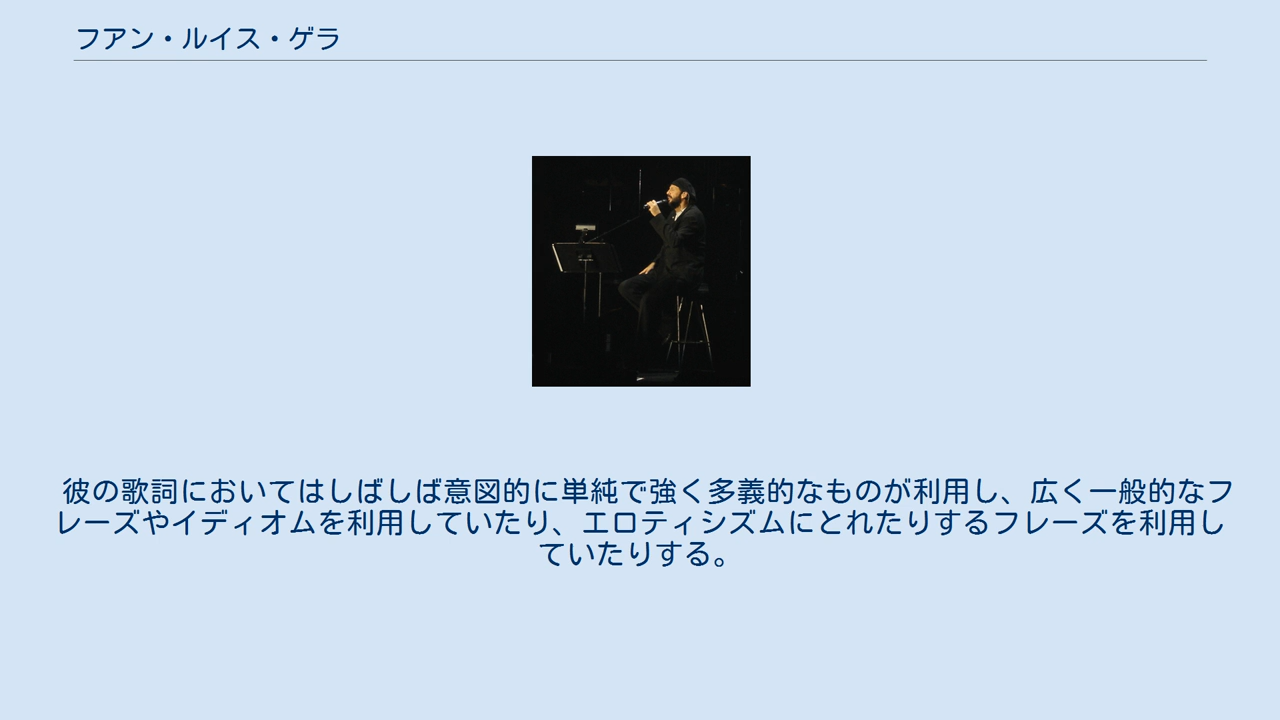 フアン・ルイス・ゲラ
彼の歌詞においてはしばしば意図的に単純で強く多義的なものが利用し、広く一般的なフ
レーズやイディオムを利用していたり、エロティシズムにとれたりするフレーズを利用し
ていたりする。